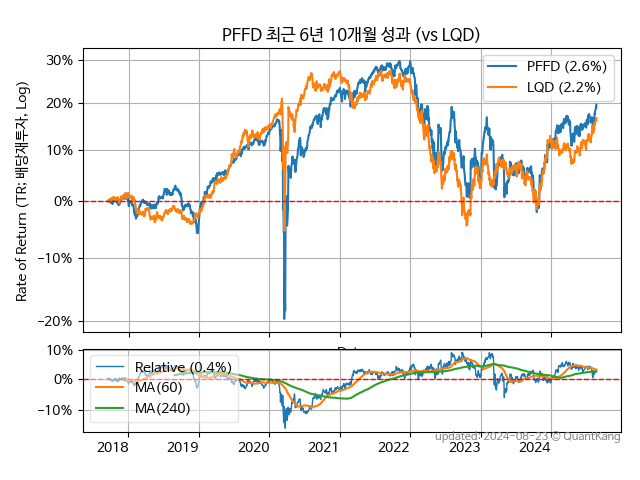 PFFD 최근 6년 10개월 성과 (vs LQD)
Rate of Return (TR: 배당재투자, Log)
30%
20%
10%
0%
−10%
−20%
PFFD (2.6%)
LQD (2.2%)
10%
0%
−10%
Relative (0.4%)
MA(60)
MA(240)
2018
2019
2020
2021
2022
2023
2024
updated: 2024-08-23 © QuantKang